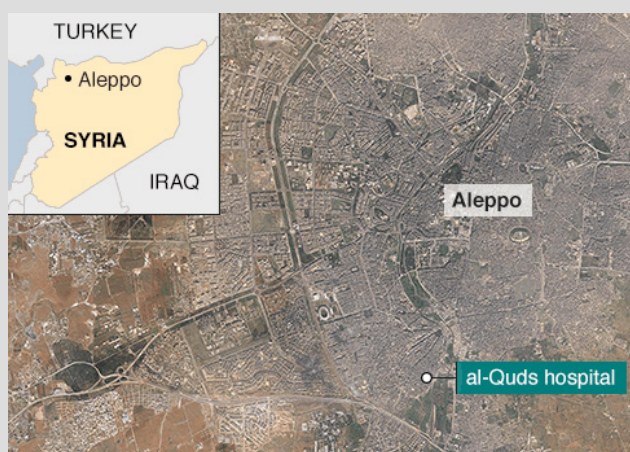 TURKEY
Aleppo
SYRIA
IRAQ
Aleppo
al-Quds hospital